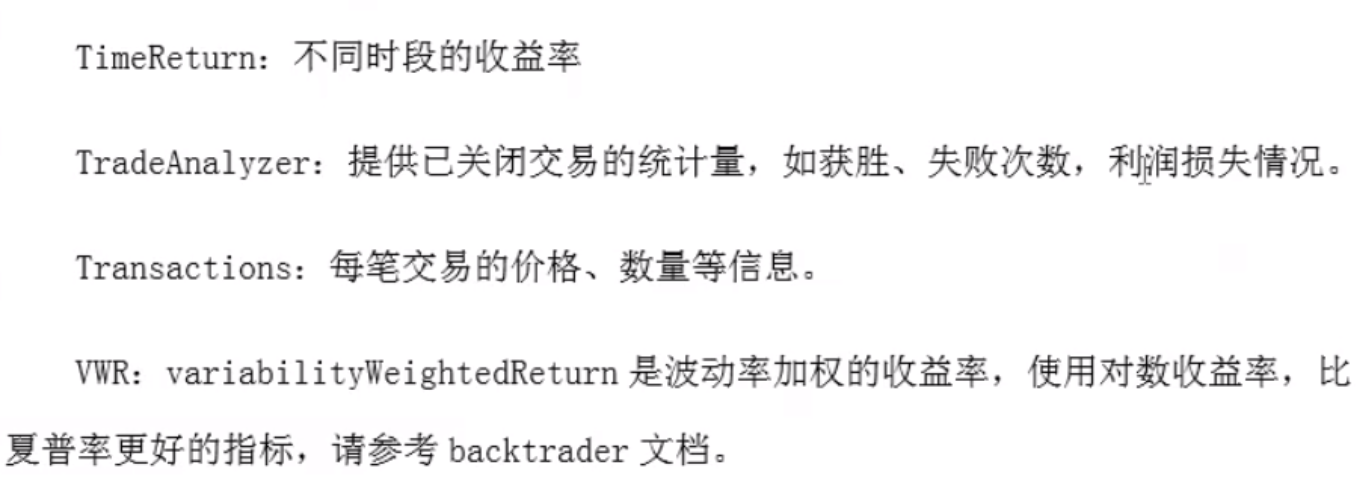 TimeReturn：不同时段的收益率
TradeAnalyzer：提供已关闭交易的统计量，如获胜、失败次数，利润损失情况。
Transactions：每笔交易的价格、数量等信息。
VWR：variabilityWeightedReturn 是波动率加权的收益率，使用对数收益率，比
夏普率更好的指标，请参考 backtrader 文档。